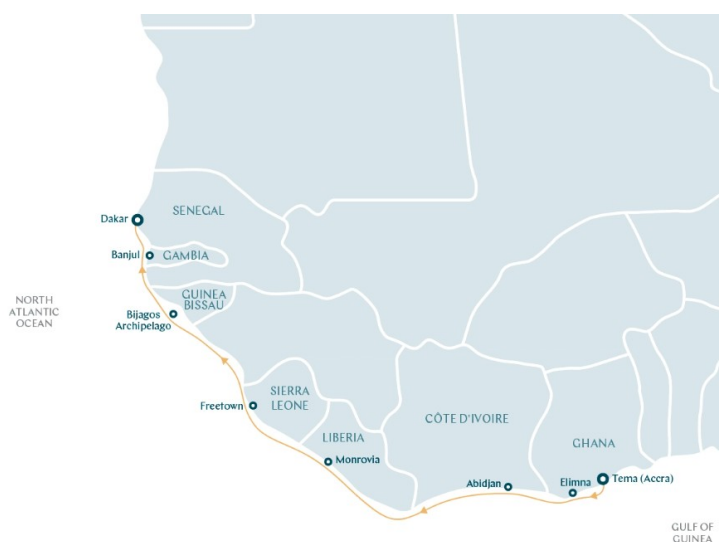 SENEGAL
Dakar
Banjul
GAMBIA
GUINEA
BISSAU
NORTH
ATLANTIC
OCEAN
Bijagos
Archipelago
SIERRA
LEONE
Freetown
CÔTE D'IVOIRE
LIBERIA
GHANA
Monrovia
Abidjan
Elimna
Tema (Accra)
GULF OF
GUINEA